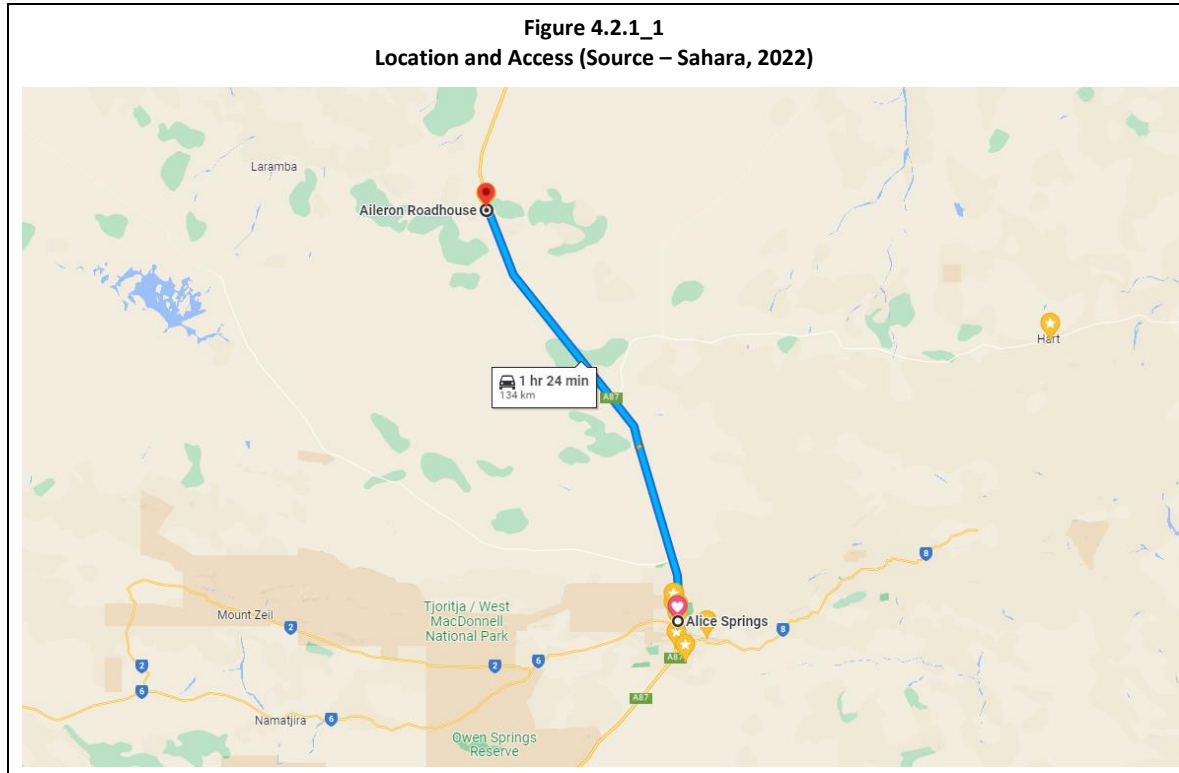 Figure 4.2.1_1
Location and Access (Source – Sahara, 2022)
Laramba
Aileron Roadhouse
Hart
1 hr 24 min
134 km
A87
8
Tjoritja / West
MacDonnell
National Park
Mount Zeil
2
Alice Springs
8
2
2
6
A87
6
6
A87
Namatjira
Owen Springs
Reserve